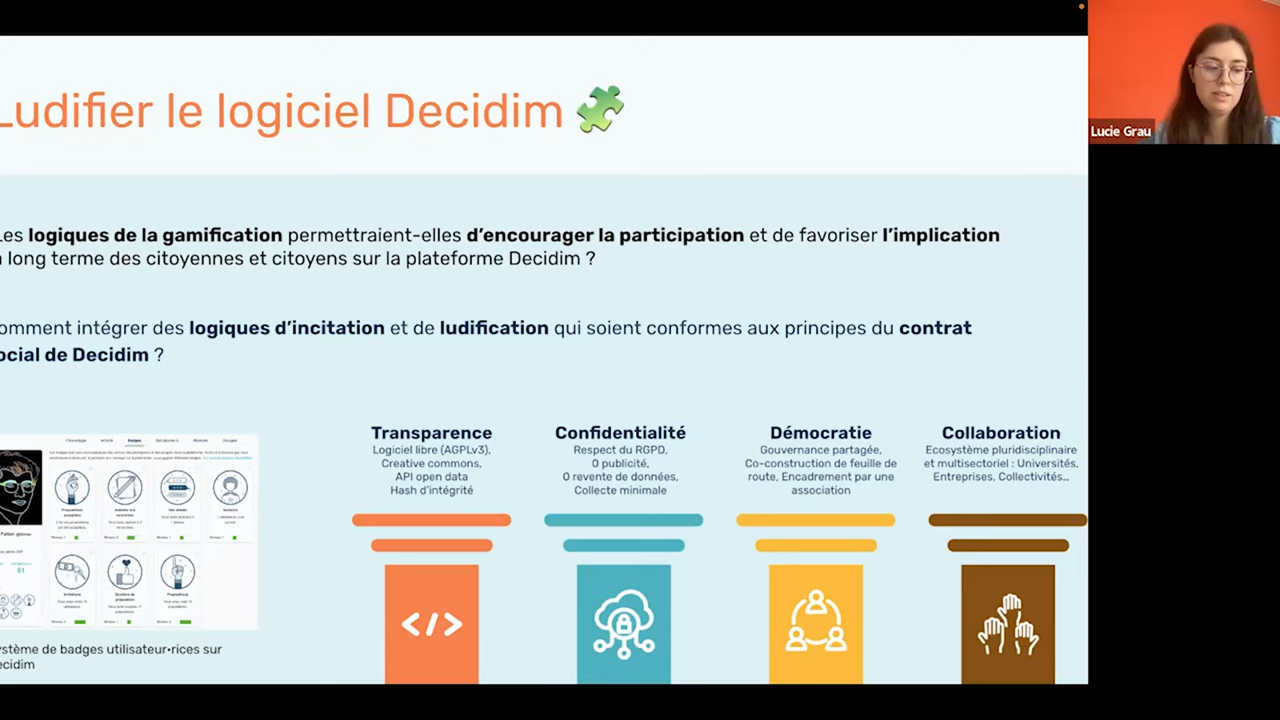 Ludifier le logiciel Decidim
Lucie Grau
Les logiques de la gamification permettraient-elles d'encourager la participation et de favoriser l'implication
à long terme des citoyennes et citoyens sur la plateforme Decidim ?
omment intégrer des logiques d'incitation et de ludification qui soient conformes aux principes du contrat
ocial de Decidim ?
Transparence
Logiciel libre (AGPLv3),
Creative commons,
API open data
Hash d'intégrité
Confidentialité
Respect du RGPD,
0 publicité,
0 revente de données,
Collecte minimale
Démocratie
Gouvernance partagée,
Co-construction de feuille de
route, Encadrement par une
association
Collaboration
Ecosystème pluridisciplinaire
et multisectoriel : Universités,
Entreprises, Collectivités...
</>
Badges
Invitations
Propositions
ystème de badges utilisateur•rices sur
ecidim